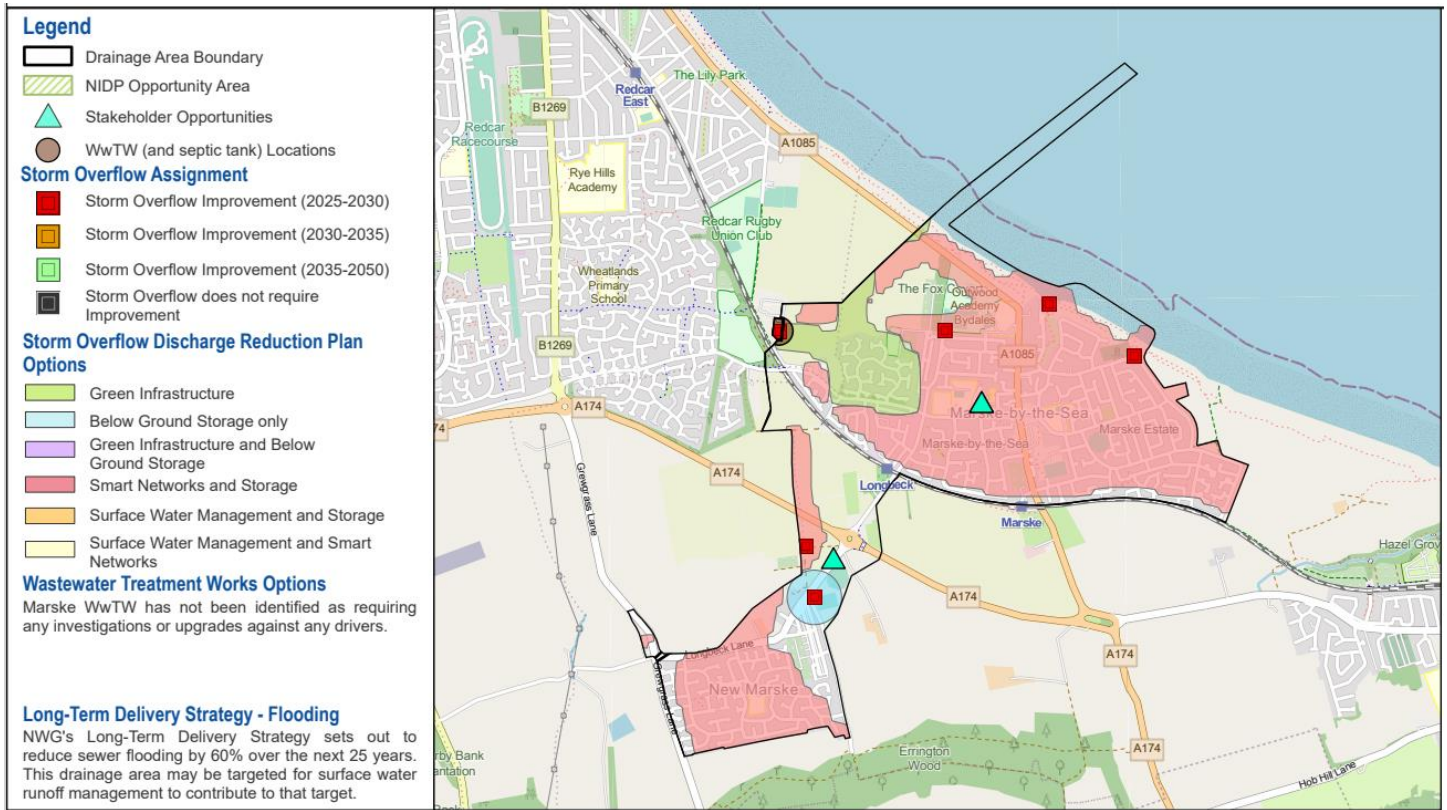 Legend
Drainage Area Boundary
NIDP Opportunity Area
Stakeholder Opportunities
WwTW (and septic tank) Locations
Storm Overflow Assignment
Storm Overflow Improvement (2025-2030)
Storm Overflow Improvement (2030-2035)
Storm Overflow Improvement (2035-2050)
Storm Overflow does not require
Improvement
Storm Overflow Discharge Reduction Plan
Options
Green Infrastructure
Below Ground Storage only
Green Infrastructure and Below
Ground Storage
Smart Networks and Storage
Surface Water Management and Storage
Surface Water Management and Smart
Networks
Wastewater Treatment Works Options
Marske WwTW has not been identified as requiring
any investigations or upgrades against any drivers.
Long-Term Delivery Strategy - Flooding
NWG's Long-Term Delivery Strategy sets out to
reduce sewer flooding by 60% over the next 25 years.
This drainage area may be targeted for surface water
runoff management to contribute to that target.
The Lily Park
Redcar
East
B1269
Redcar
Racecourse
A1085
Rye Hills
Academy
Redcar Rugby
Union Club
Wheatlands
Primary
School
The Fox Covert
Outwood
Academy
Bydales
B1269
A1085
A174
74
Marske-by-the-Sea
Marske-by-the-Sea
Marske Estate
A174
Longbeck
Grewgrass Lane
Marske
Hazel Grov
A174
A174
Longbeck Lane
Grewgrass Lane
New Marske
A174
Errington
Wood
rby Bank
antation
Hob Hill Lane